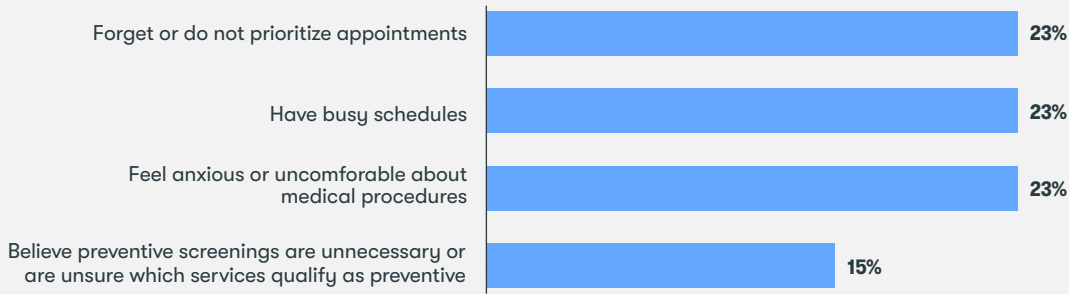 Forget or do not prioritize appointments
23%
Have busy schedules
23%
Feel anxious or uncomforable about
medical procedures
23%
Believe preventive screenings are unnecessary or
are unsure which services qualify as preventive
15%